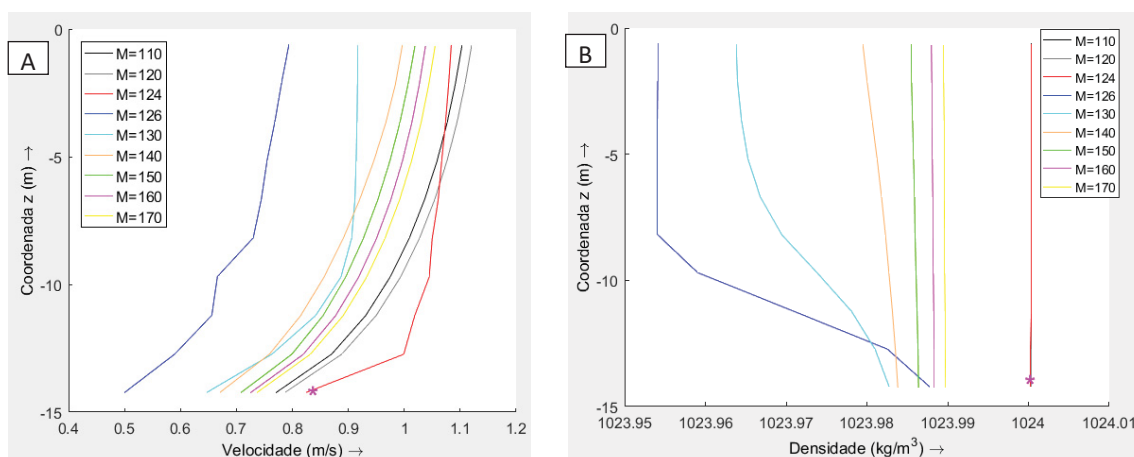 A
M=110
M=120
M=124
M=126
M=130
M=140
M=150
M=160
M=170
0
-5
-10
-15
Coordenada z (m) →
0.4 0.5 0.6 0.7 0.8 0.9 1 1.1 1.2
Velocidade (m/s) →
B
M=110
M=120
M=124
M=126
M=130
M=140
M=150
M=160
M=170
0
-5
-10
-15
Coordenada z (m) →
1023.95 1023.96 1023.97 1023.98 1023.99 1024 1024.01
Densidade (kg/m³) →